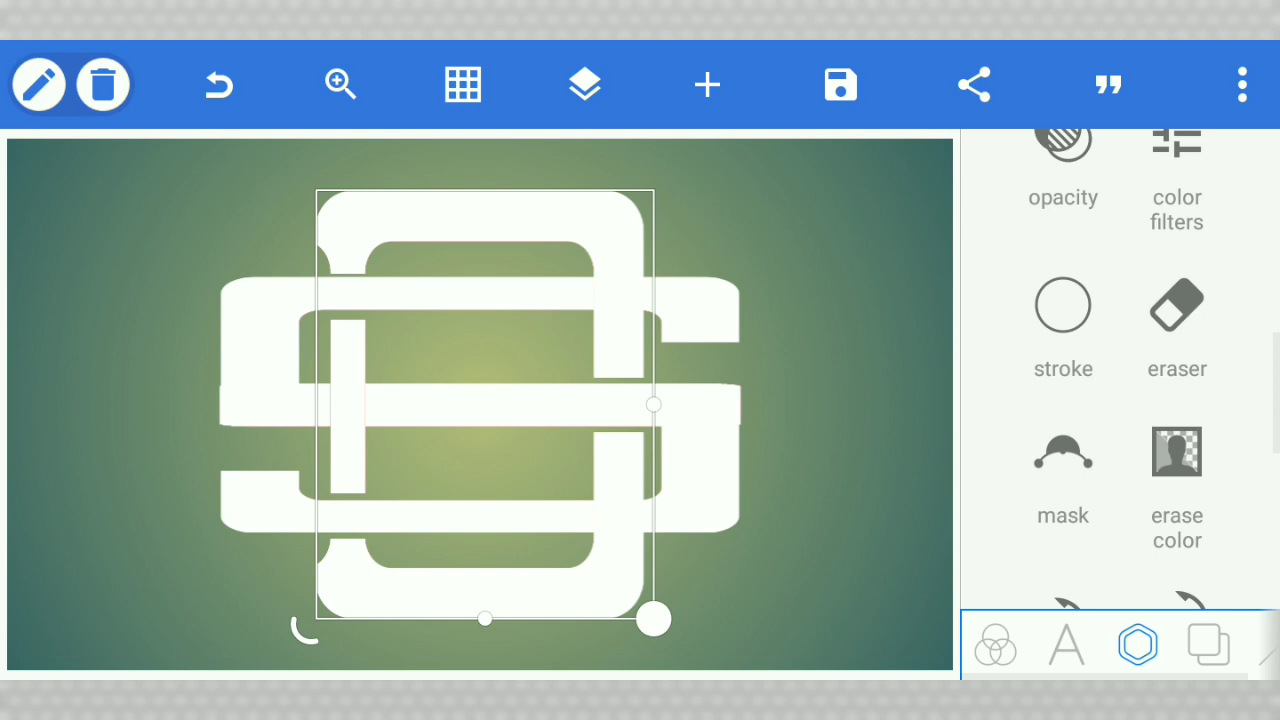 opacity
color
filters
stroke
eraser
mask
erase
color